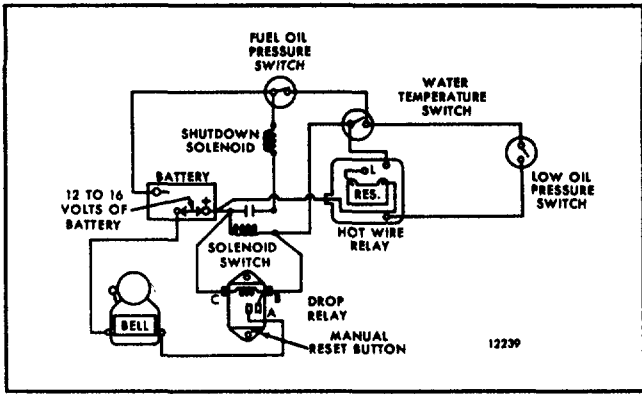 FUEL OIL
PRESSURE
SWITCH
WATER
TEMPERATURE
SWITCH
SHUTDOWN
SOLENOID
BATTERY
12 TO 16
VOLTS OF
BATTERY
+
L
RES.
LOW OIL
PRESSURE
SWITCH
HOT WIRE
RELAY
SOLENOID
SWITCH
C
B
A
DROP
RELAY
BELL
MANUAL
RESET BUTTON
12239